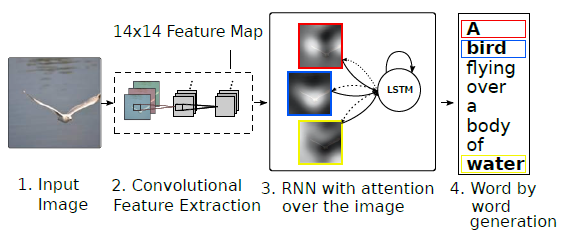 14x14 Feature Map
LSTM
A
bird
flying
over
a
body
of
water
1. Input
Image
2. Convolutional
Feature Extraction
3. RNN with attention
over the image
4. Word by
word
generation